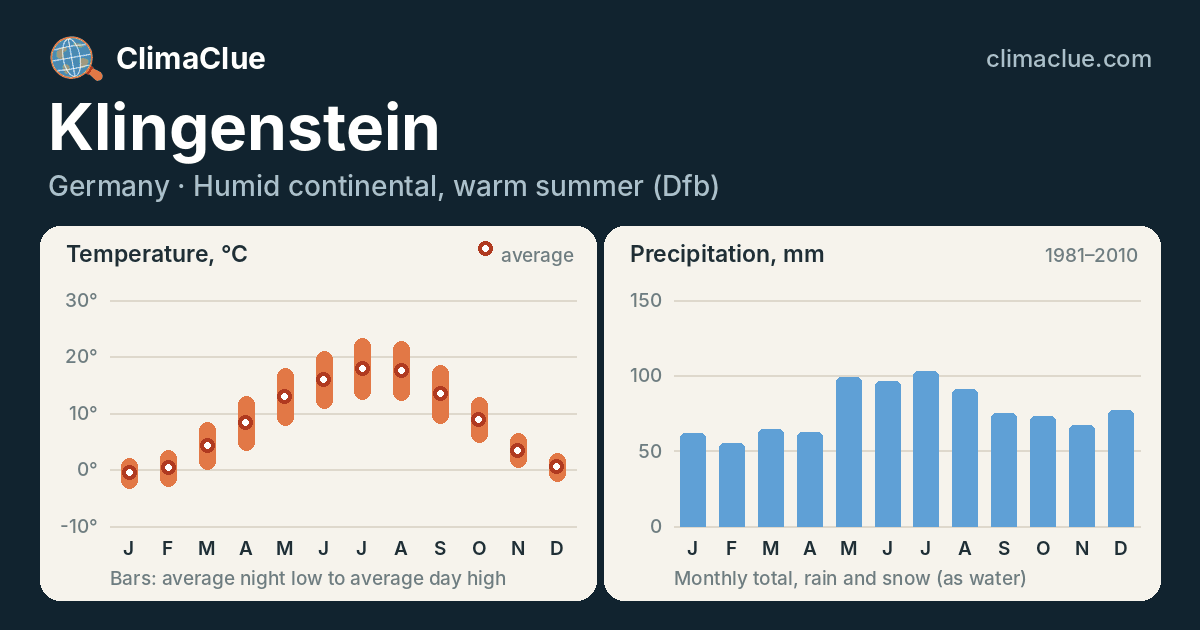 ClimaClue
climaclue.com
Klingenstein
Germany · Humid continental, warm summer (Dfb)
Temperature, °C
average
30°
20°
10°
0°
-10°
J F M A M J J A S O N D
Bars: average night low to average day high
Precipitation, mm
1981–2010
150
100
50
0
J F M A M J J A S O N D
Monthly total, rain and snow (as water)